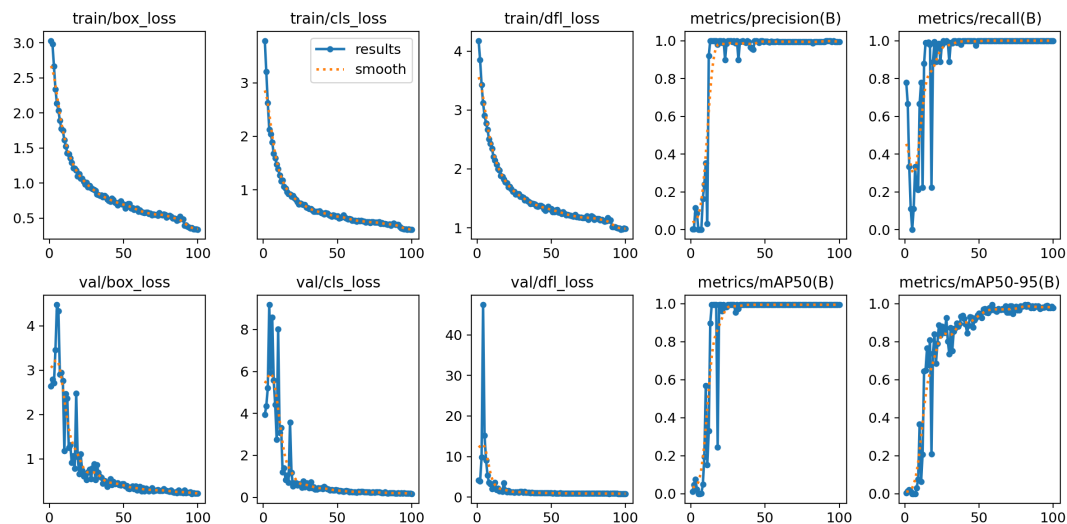 train/box_loss
train/cls_loss
train/dfl_loss
metrics/precision(B)
metrics/recall(B)
3.0
2.5
2.0
1.5
1.0
0.5
0 50 100
results
smooth
3
2
1
0 50 100
4
3
2
1
0 50 100
1.0
0.8
0.6
0.4
0.2
0.0
0 50 100
1.0
0.8
0.6
0.4
0.2
0.0
0 50 100
val/box_loss
val/cls_loss
val/dfl_loss
metrics/mAP50(B)
metrics/mAP50-95(B)
4
3
2
1
0 50 100
8
6
4
2
0
0 50 100
40
30
20
10
0
0 50 100
1.0
0.8
0.6
0.4
0.2
0.0
0 50 100
1.0
0.8
0.6
0.4
0.2
0.0
0 50 100